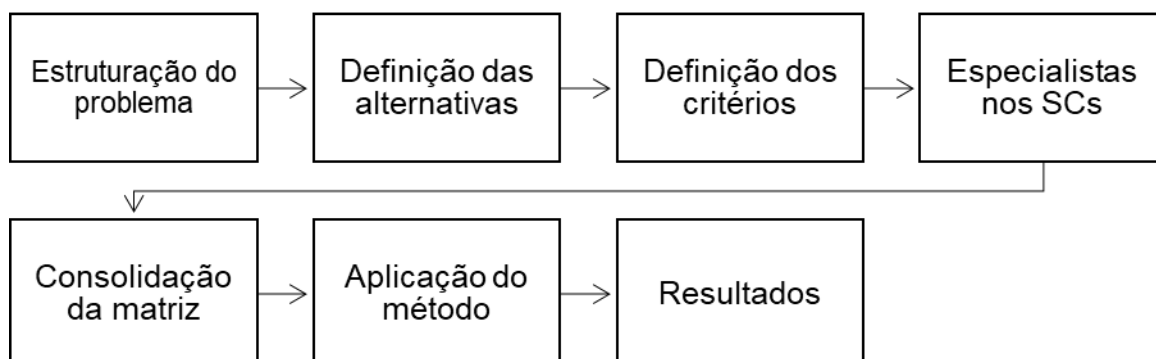 Estruturação do
problema
Definição das
alternativas
Definição dos
critérios
Especialistas
nos SCs
Consolidação
da matriz
Aplicação do
método
Resultados